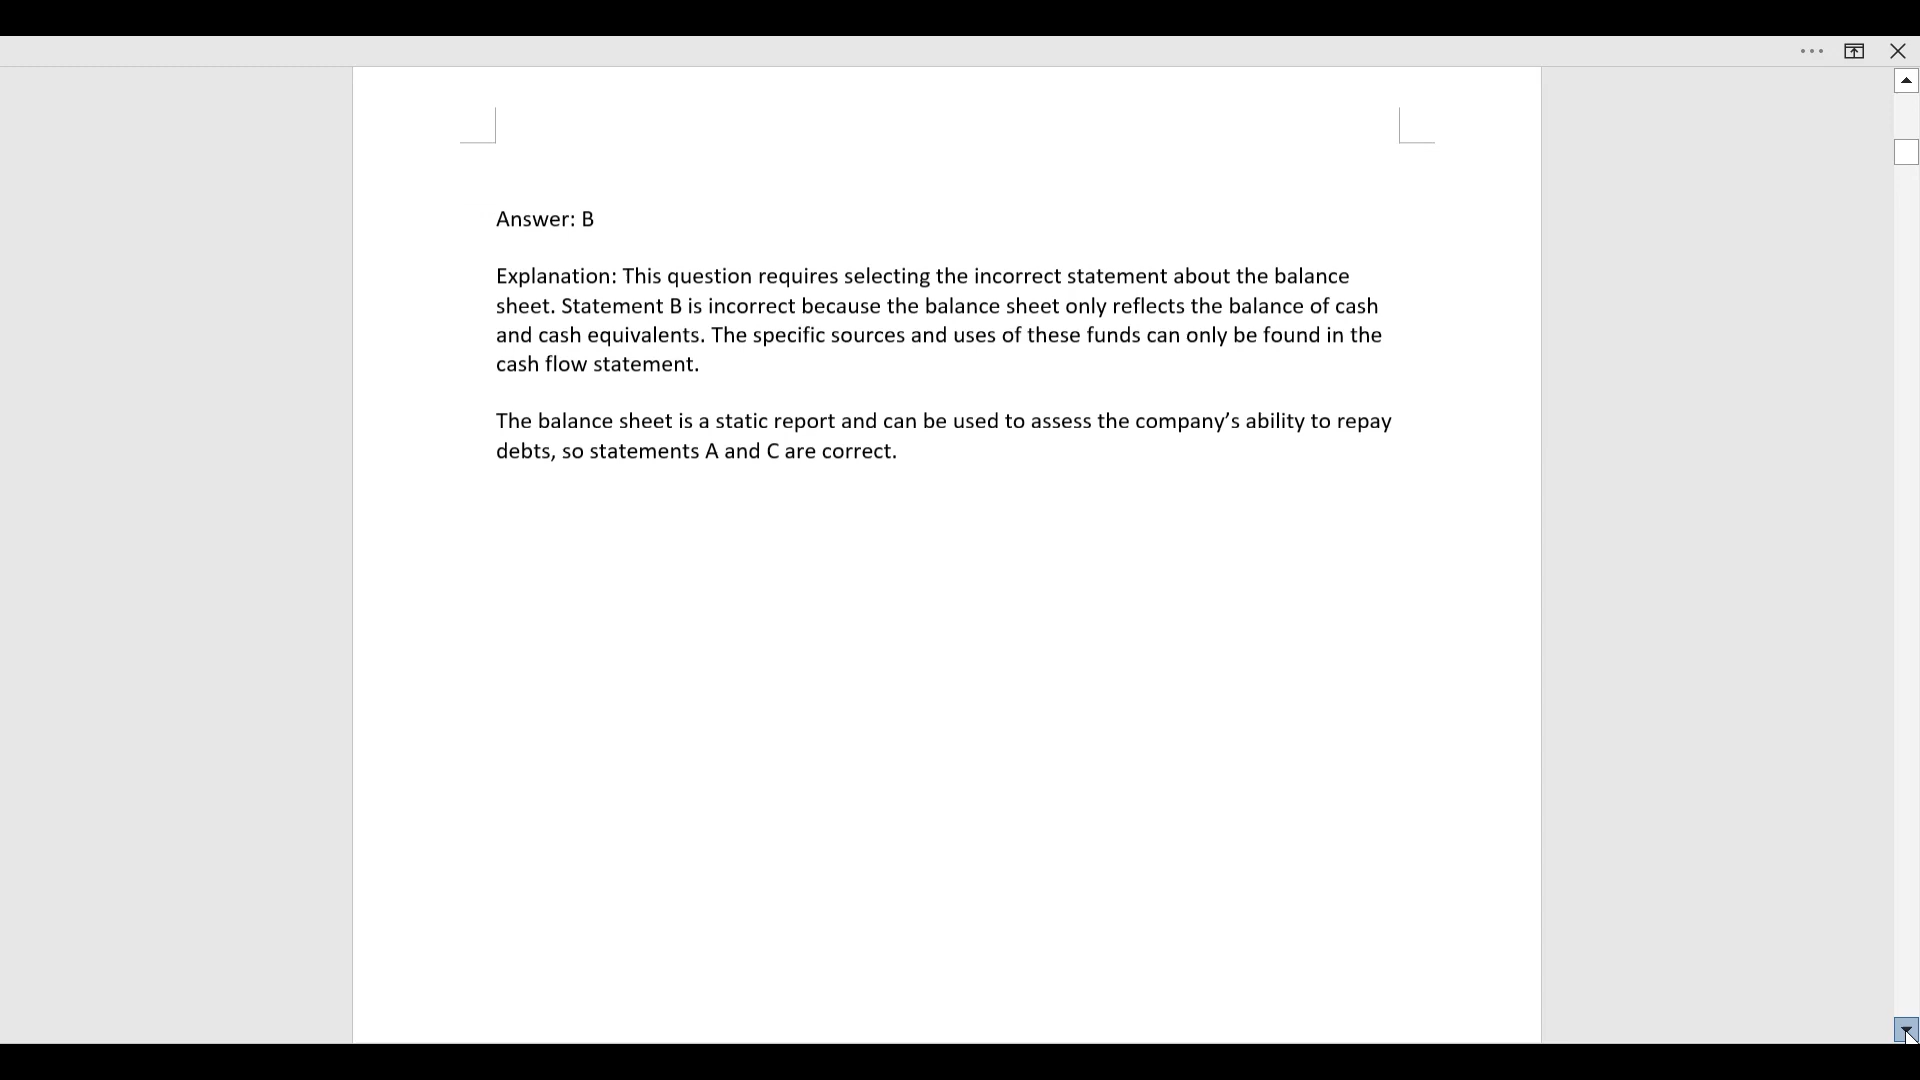 Answer: B
Explanation: This question requires selecting the incorrect statement about the balance
sheet. Statement B is incorrect because the balance sheet only reflects the balance of cash
and cash equivalents. The specific sources and uses of these funds can only be found in the
cash flow statement.
The balance sheet is a static report and can be used to assess the company’s ability to repay
debts, so statements A and C are correct.